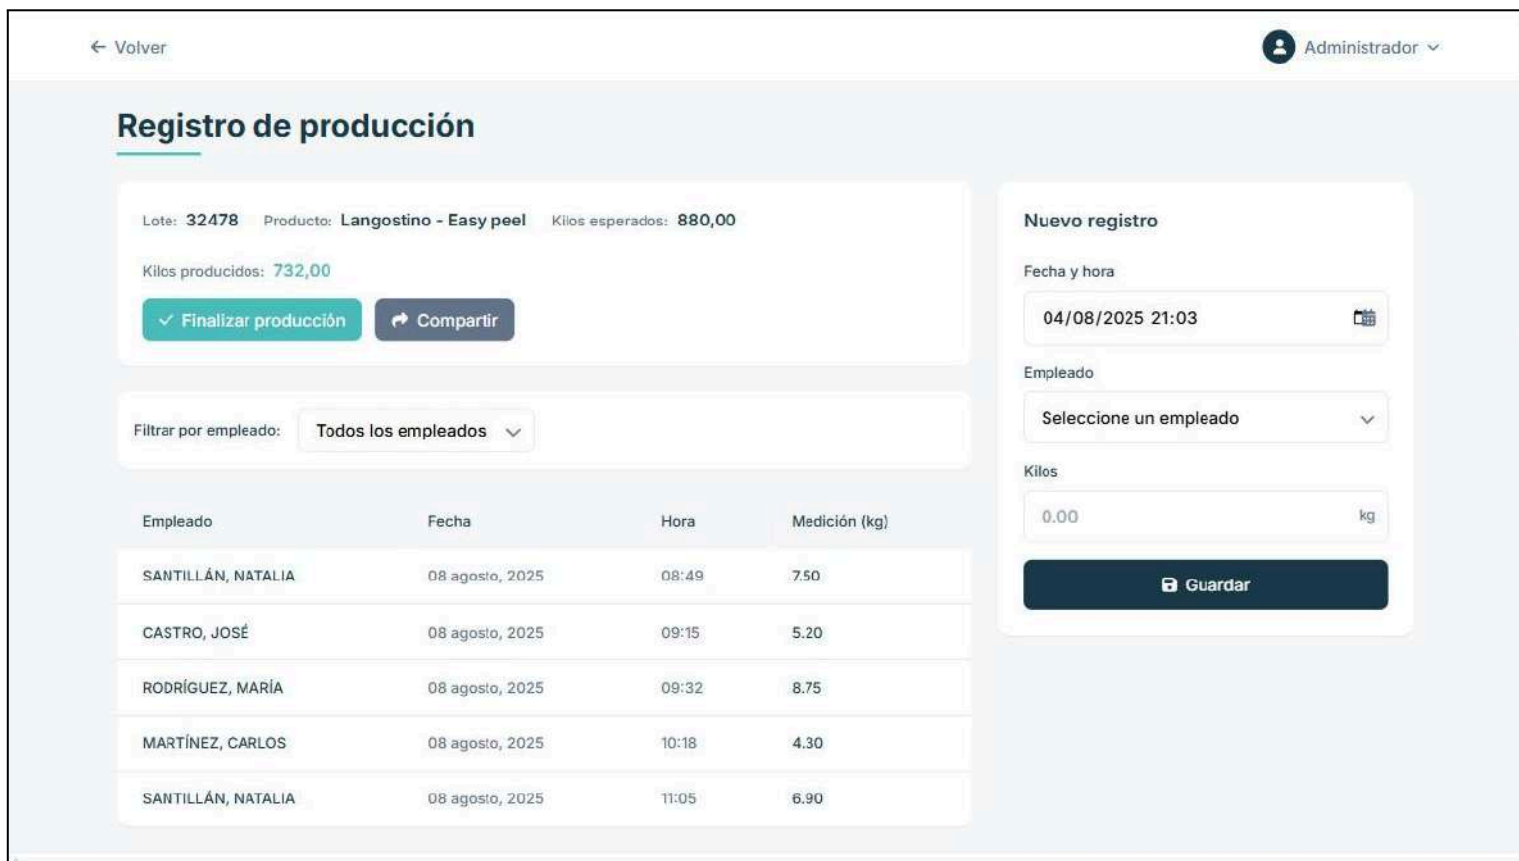 ← Volver
Administrador
Registro de producción
Lote: 32478 Producto: Langostino - Easy peel Kilos esperados: 880,00
Kilos producidos: 732,00
Finalizar producción Compartir
Filtrar por empleado: Todos los empleados
Empleado Fecha Hora Medición (kg)
SANTILLÁN, NATALIA 08 agosto, 2025 08:49 7.50
CASTRO, JOSÉ 08 agosto, 2025 09:15 5.20
RODRÍGUEZ, MARÍA 08 agosto, 2025 09:32 8.75
MARTÍNEZ, CARLOS 08 agosto, 2025 10:18 4.30
SANTILLÁN, NATALIA 08 agosto, 2025 11:05 6.90
Nuevo registro
Fecha y hora
04/08/2025 21:03
Empleado
Seleccione un empleado
Kilos
0.00 kg
Guardar